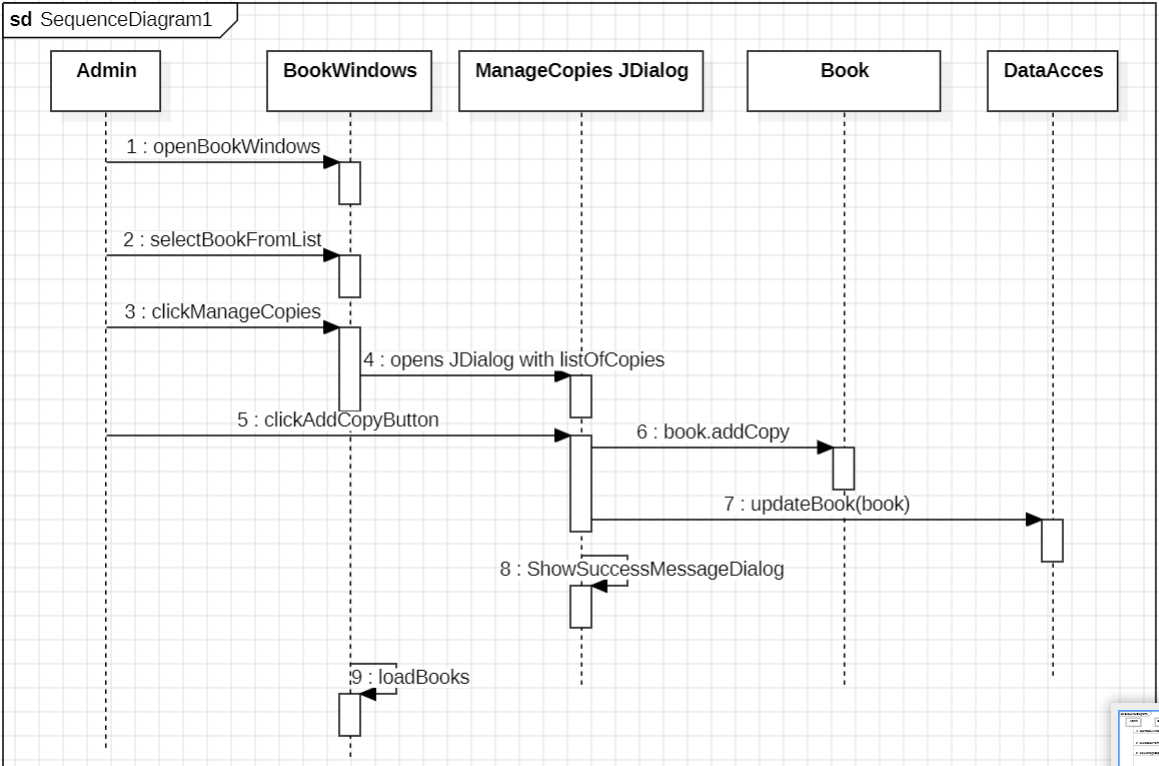 sd SequenceDiagram1
Admin
BookWindows
ManageCopies JDialog
Book
DataAcces
1 : openBookWindows
2 : selectBookFromList
3 : clickManageCopies
4 : opens JDialog with listOfCopies
5 : clickAddCopyButton
6 : book.addCopy
7 : updateBook(book)
8 : ShowSuccessMessageDialog
9 : loadBooks